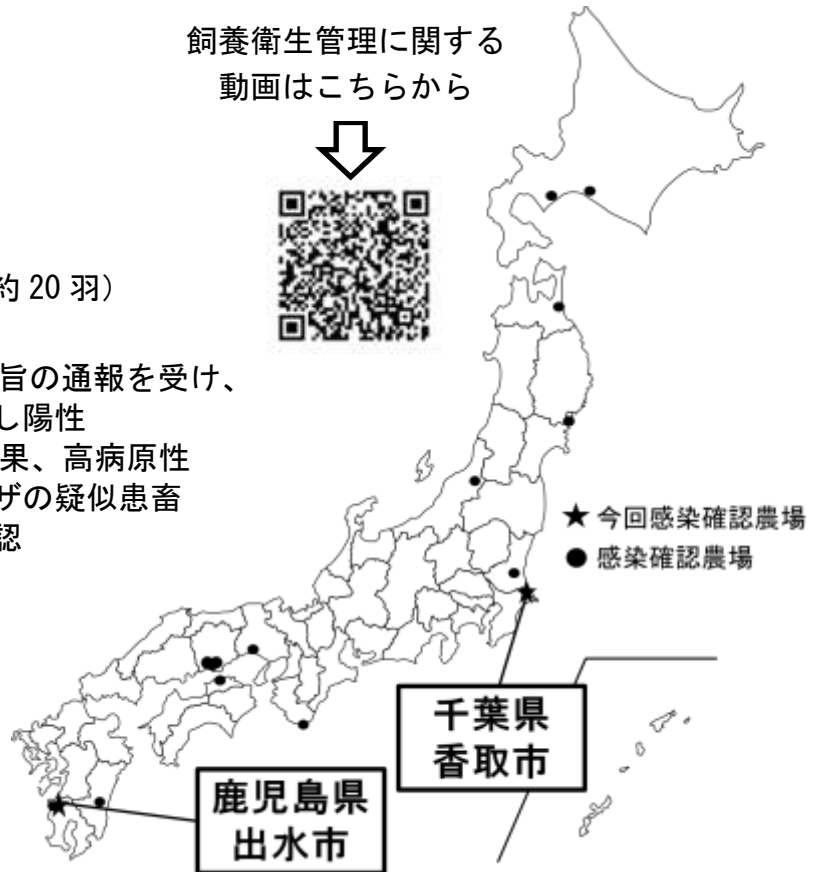 飼養衛生管理に関する
動画はこちらから
約 20 羽）
旨の通報を受け、
し陽性
果、高病原性
ザの疑似患畜
認
★ 今回感染確認農場
● 感染確認農場
千葉県
香取市
鹿児島県
出水市